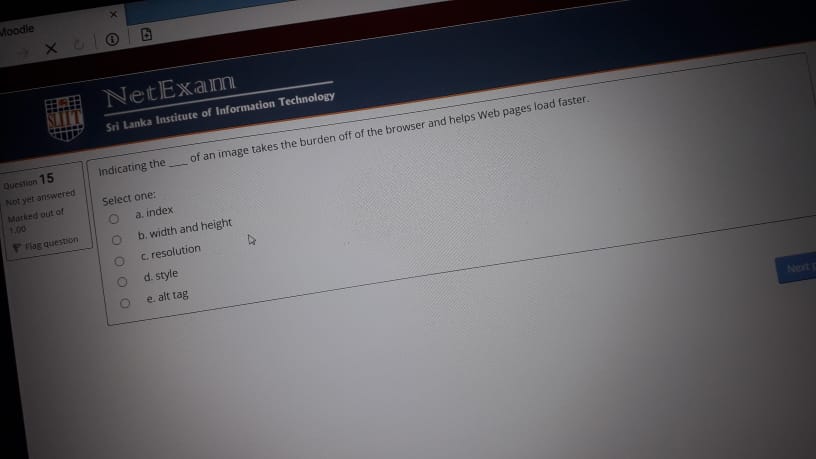 Moodle
NetExam
SLIIT
Sri Lanka Institute of Information Technology
Question 15
Not yet answered
Marked out of
1.00
Flag question
Indicating the ___ of an image takes the burden off of the browser and helps Web pages load faster.
Select one:
a. index
b. width and height
c. resolution
d. style
e. alt tag
Next